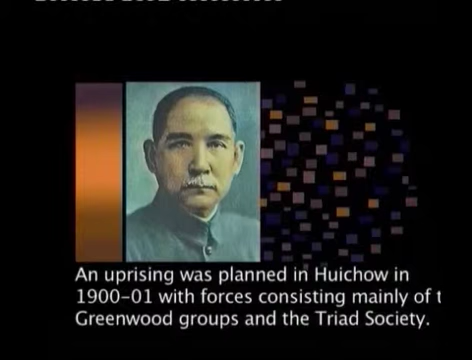 An uprising was planned in Huichow in
1900-01 with forces consisting mainly of t
Greenwood groups and the Triad Society.